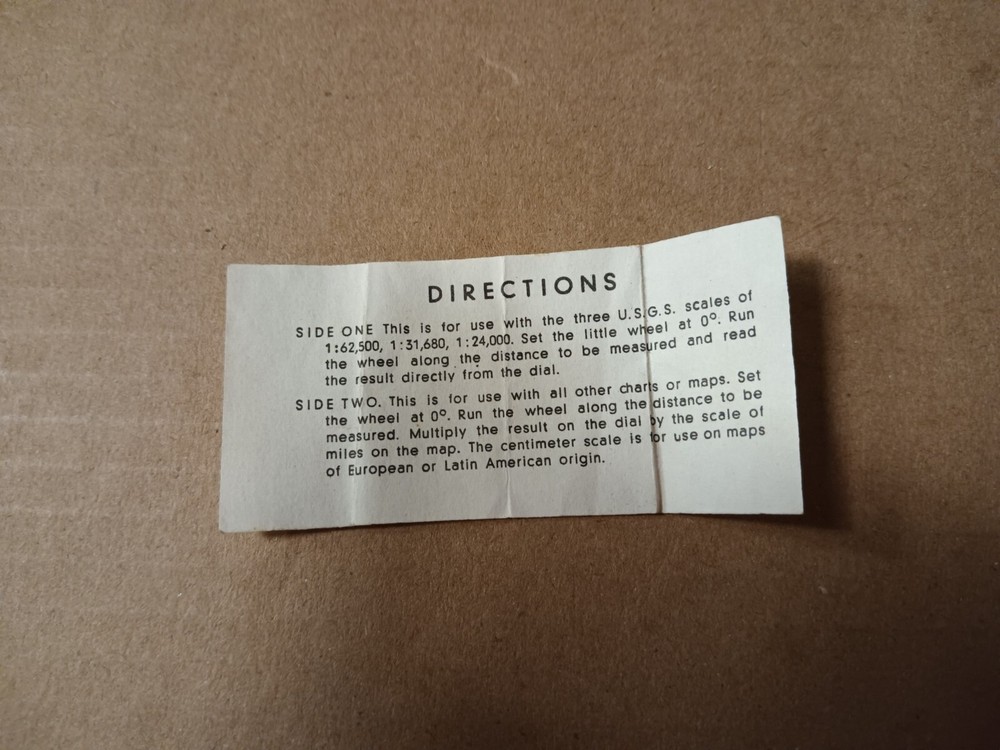 DIRECTIONS
SIDE ONE This is for use with the three U.S.G.S. scales of
1:62,500, 1:31,680, 1:24,000. Set the little wheel at 0°. Run
the wheel along the distance to be measured and read
the result directly from the dial.
SIDE TWO. This is for use with all other charts or maps. Set
the wheel at 0°. Run the wheel along the distance to be
measured. Multiply the result on the dial by the scale of
miles on the map. The centimeter scale is for use on maps
of European or Latin American origin.